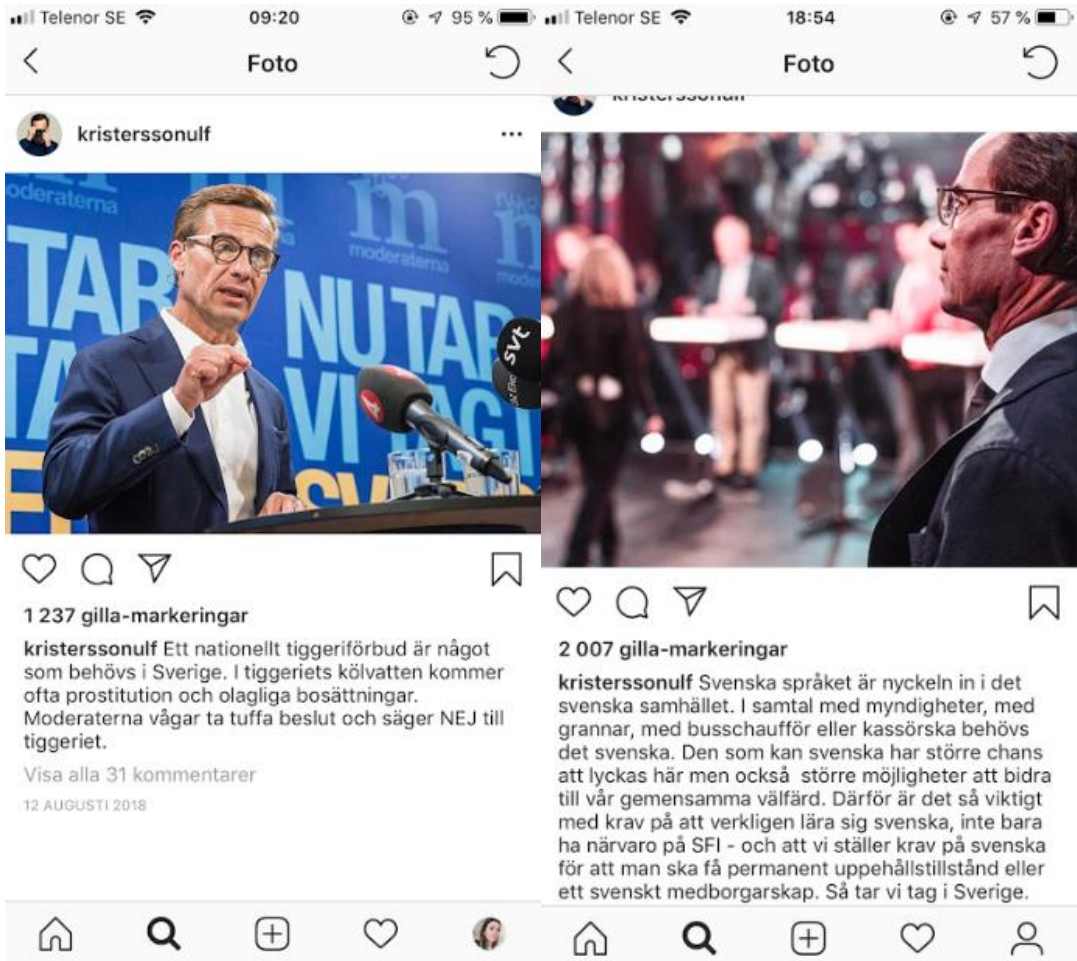 Telenor SE 09:20 95 %
Foto
kristerssonulf
moderaterna
m
moderaterna
TAR NU TAR
VI TAG
svt
1 237 gilla-markeringar
kristerssonulf Ett nationellt tiggeriförbud är något
som behövs i Sverige. I tiggeriets kölvatten kommer
ofta prostitution och olagliga bosättningar.
Moderaterna vågar ta tuffa beslut och säger NEJ till
tiggeriet.
Visa alla 31 kommentarer
12 AUGUSTI 2018
Telenor SE 18:54 57 %
Foto
kristerssonulf
2 007 gilla-markeringar
kristerssonulf Svenska språket är nyckeln in i det
svenska samhället. I samtal med myndigheter, med
grannar, med busschaufför eller kassörska behövs
det svenska. Den som kan svenska har större chans
att lyckas här men också  större möjligheter att bidra
till vår gemensamma välfärd. Därför är det så viktigt
med krav på att verkligen lära sig svenska, inte bara
ha närvaro på SFI - och att vi ställer krav på svenska
för att man ska få permanent uppehållstillstånd eller
ett svenskt medborgarskap. Så tar vi tag i Sverige.